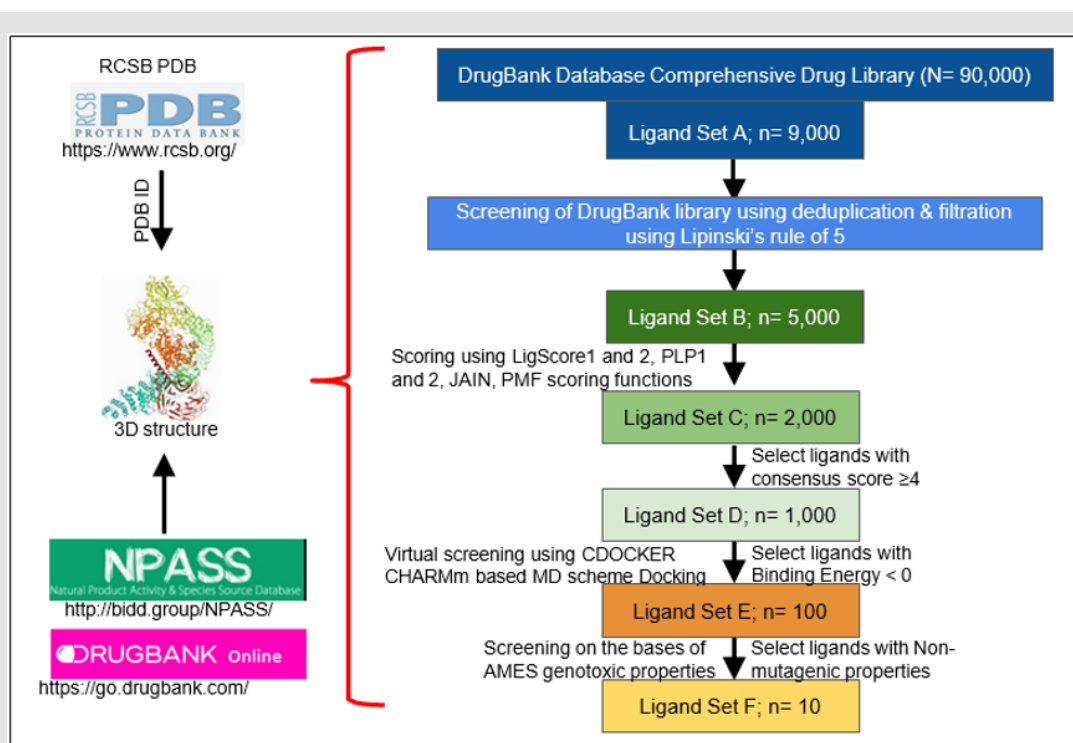 RCSB PDB
RCSB
PDB
PROTEIN DATA BANK
https://www.rcsb.org/
PDB ID
3D structure
NPASS
Natural Product Activity & Species Source Database
http://bidd.group/NPASS/
DRUGBANK Online
https://go.drugbank.com/
DrugBank Database Comprehensive Drug Library (N= 90,000)
Ligand Set A; n= 9,000
Screening of DrugBank library using deduplication & filtration
using Lipinski's rule of 5
Ligand Set B; n= 5,000
Scoring using LigScore1 and 2, PLP1
and 2, JAIN, PMF scoring functions
Ligand Set C; n= 2,000
Select ligands with
consensus score ≥4
Ligand Set D; n= 1,000
Virtual screening using CDOCKER
CHARMm based MD scheme Docking
Select ligands with
Binding Energy < 0
Ligand Set E; n= 100
Screening on the bases of
AMES genotoxic properties
Select ligands with Non-
mutagenic properties
Ligand Set F; n= 10